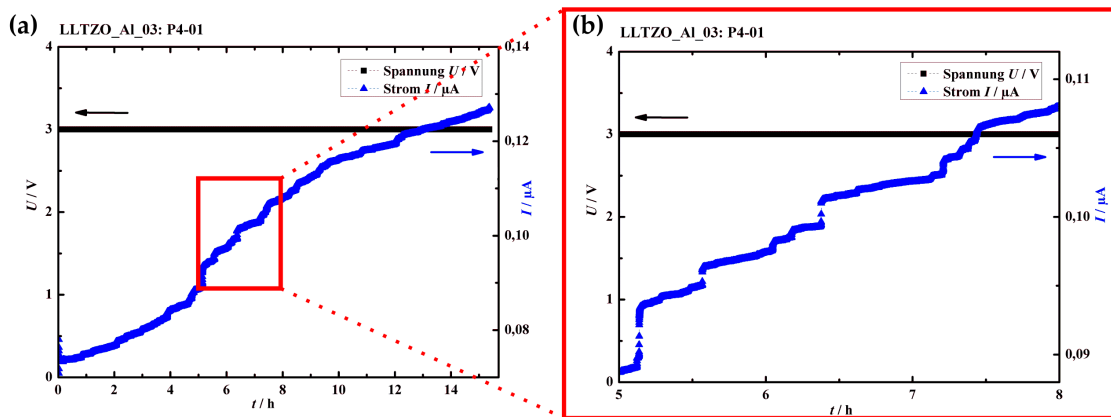 (a)
LLTZO_Al_03: P4-01
Spannung U / V
Strom I / µA
4
3
2
1
0
U / V
0 2 4 6 8 10 12 14
t / h
0,14
0,12
0,10
0,08
I / µA
(b)
LLTZO_Al_03: P4-01
Spannung U / V
Strom I / µA
4
3
2
1
0
U / V
5 6 7 8
t / h
0,11
0,10
0,09
I / µA